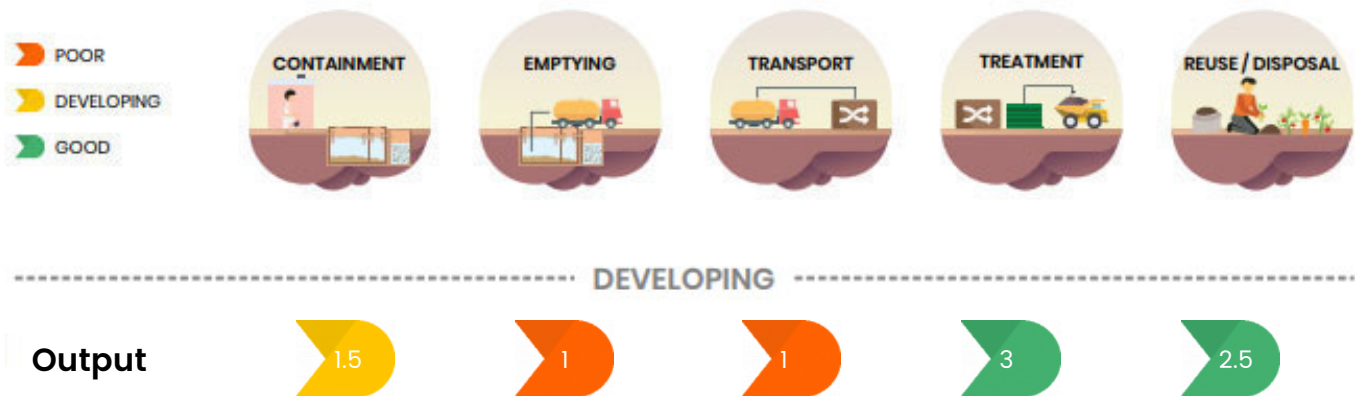 POOR
DEVELOPING
GOOD
CONTAINMENT
EMPTYING
TRANSPORT
TREATMENT
REUSE / DISPOSAL
DEVELOPING
Output 1.5 1 1 3 2.5